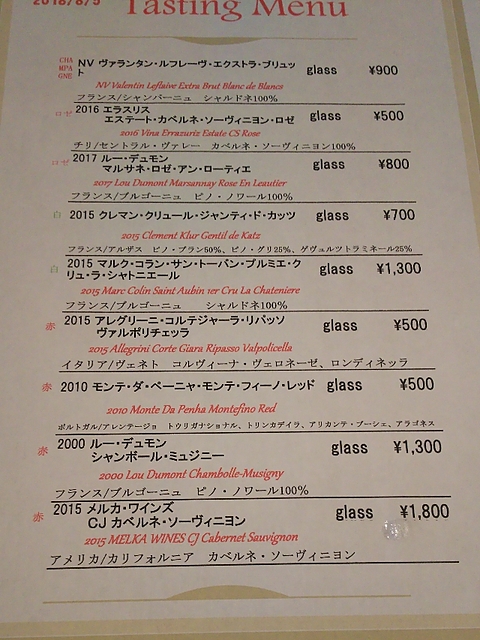 2018/8/5
Tasting Menu
CHA
MPA
GNE
NV ヴァランタン・ルフレーヴ・エクストラ・ブリュッ
ト
glass ¥900
NV Valentin Leflaive Extra Brut Blanc de Blancs
フランス/シャンパーニュ シャルドネ100%
ロゼ 2016 エラスリス
エステート・カベルネ・ソーヴィニヨン・ロゼ
glass ¥500
2016 Vina Errazuriz Estate CS Rose
チリ/セントラル・ヴァレー カベルネ・ソーヴィニヨン100%
ロゼ 2017 ルー・デュモン
マルサネ・ロゼ・アン・ローティエ
glass ¥800
2017 Lou Dumont Marsannay Rose En Leautier
フランス/ブルゴーニュ ピノ・ノワール100%
白 2015 クレマン・クリュール・ジャンティ・ド・カッツ glass ¥700
2015 Clement Klur Gentil de Katz
フランス/アルザス ピノ・ブラン50%、ピノ・グリ25%、ゲヴュルツトラミネール25%
白 2015 マルク・コラン・サン・トーバン・プルミエ・ク
リュ・ラ・シャトニエール
glass ¥1,300
2015 Marc Colin Saint Aubin 1er Cru La Chateniere
フランス/ブルゴーニュ シャルドネ100%
赤 2015 アレグリーニ・コルテジャーラ・リパッソ
ヴァルポリチェッラ
glass ¥500
2015 Allegrini Corte Giara Ripasso Valpolicella
イタリア/ヴェネト コルヴィーナ・ヴェロネーゼ、ロンディネッラ
赤 2010 モンテ・ダ・ペーニャ・モンテ・フィーノ・レッド glass ¥500
2010 Monte Da Penha Montefino Red
ポルトガル/アレンテージョ トウリガナショナル、トリンカデイラ、アリカンテ・ブーシェ、アラゴネス
赤 2000 ルー・デュモン
シャンボール・ミュジニー
glass ¥1,300
2000 Lou Dumont Chambolle-Musigny
フランス/ブルゴーニュ ピノ・ノワール100%
赤 2015 メルカ・ワインズ
CJ カベルネ・ソーヴィニヨン
glass ¥1,800
2015 MELKA WINES CJ Cabernet Sauvignon
アメリカ/カリフォルニア カベルネ・ソーヴィニヨン